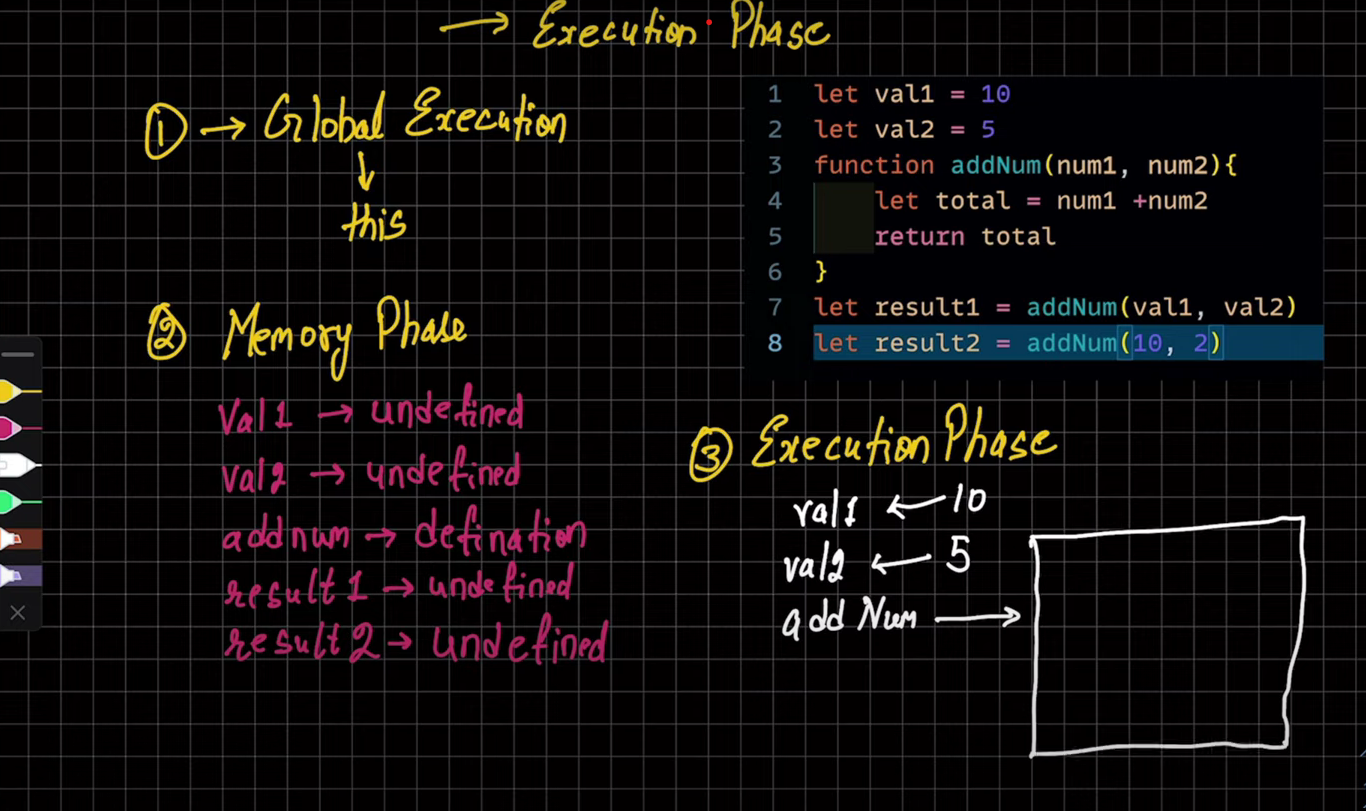 → Execution Phase
① → Global Execution
↓
this
② Memory Phase
Val1 → undefined
val2 → undefined
addnum → defination
result1 → undefined
result2 → undefined
1 let val1 = 10
2 let val2 = 5
3 function addNum(num1, num2){
4 let total = num1 +num2
5 return total
6 }
7 let result1 = addNum(val1, val2)
8 let result2 = addNum(10, 2)
③ Execution Phase
val1 ← 10
val2 ← 5
addNum →